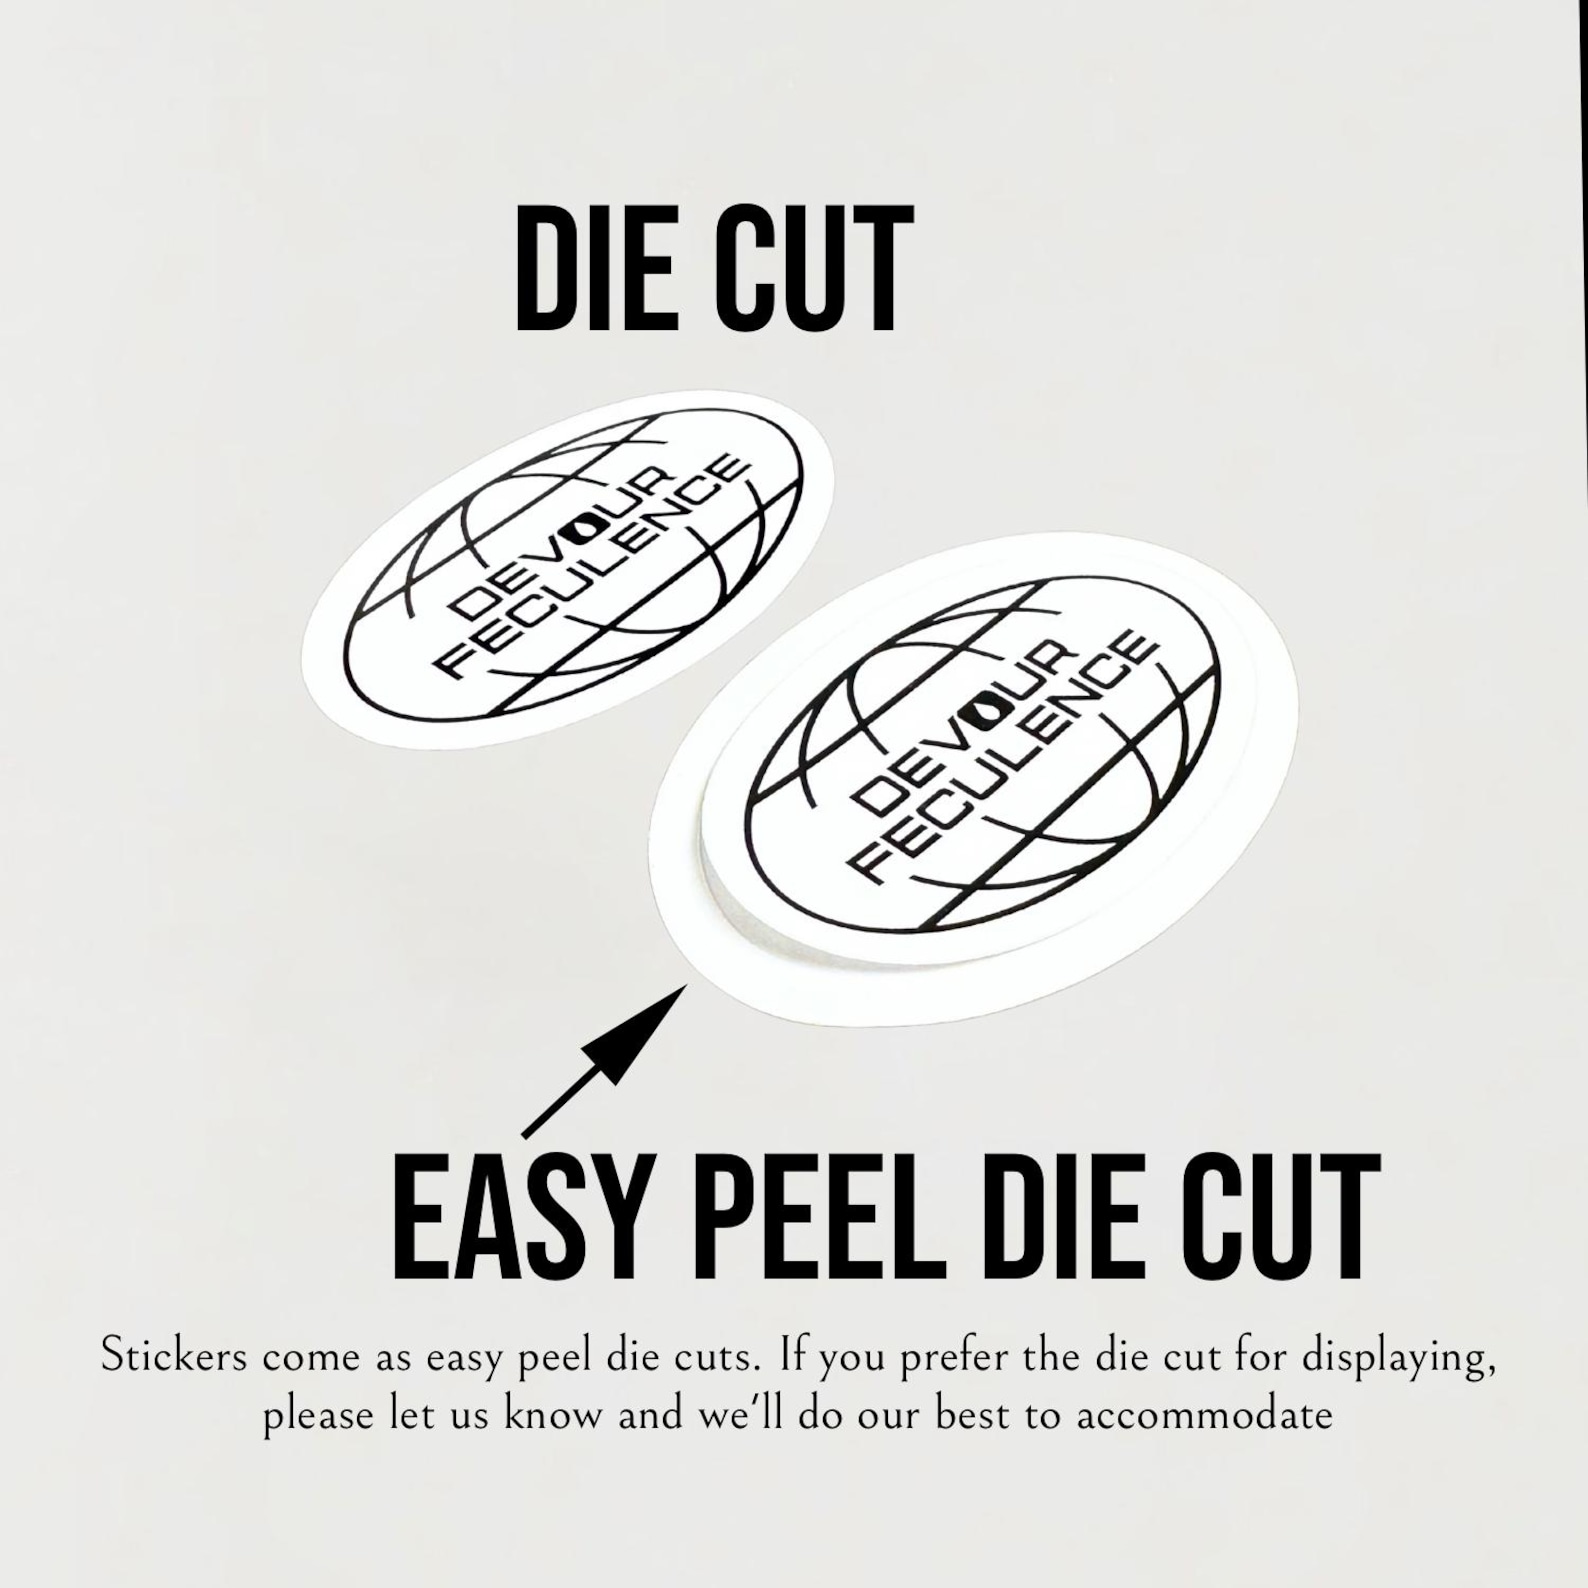 DIE CUT
DEVOUR
FECULENCE
DEVOUR
FECULENCE
EASY PEEL DIE CUT
Stickers come as easy peel die cuts. If you prefer the die cut for displaying,
please let us know and we'll do our best to accommodate